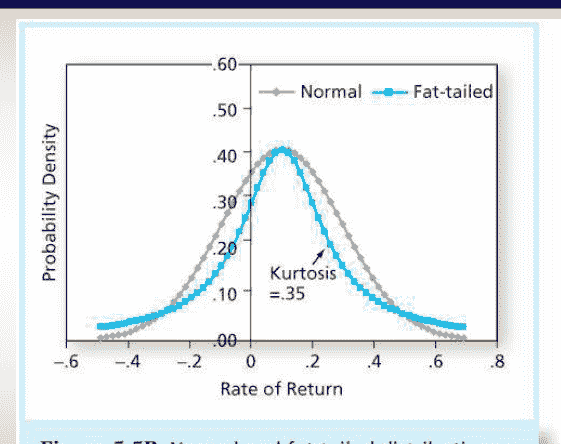 .60
Normal Fat-tailed
.50
.40
.30
.20
.10
.00
Probability Density
Kurtosis
=.35
-.6 -.4 -.2 0 .2 .4 .6 .8
Rate of Return